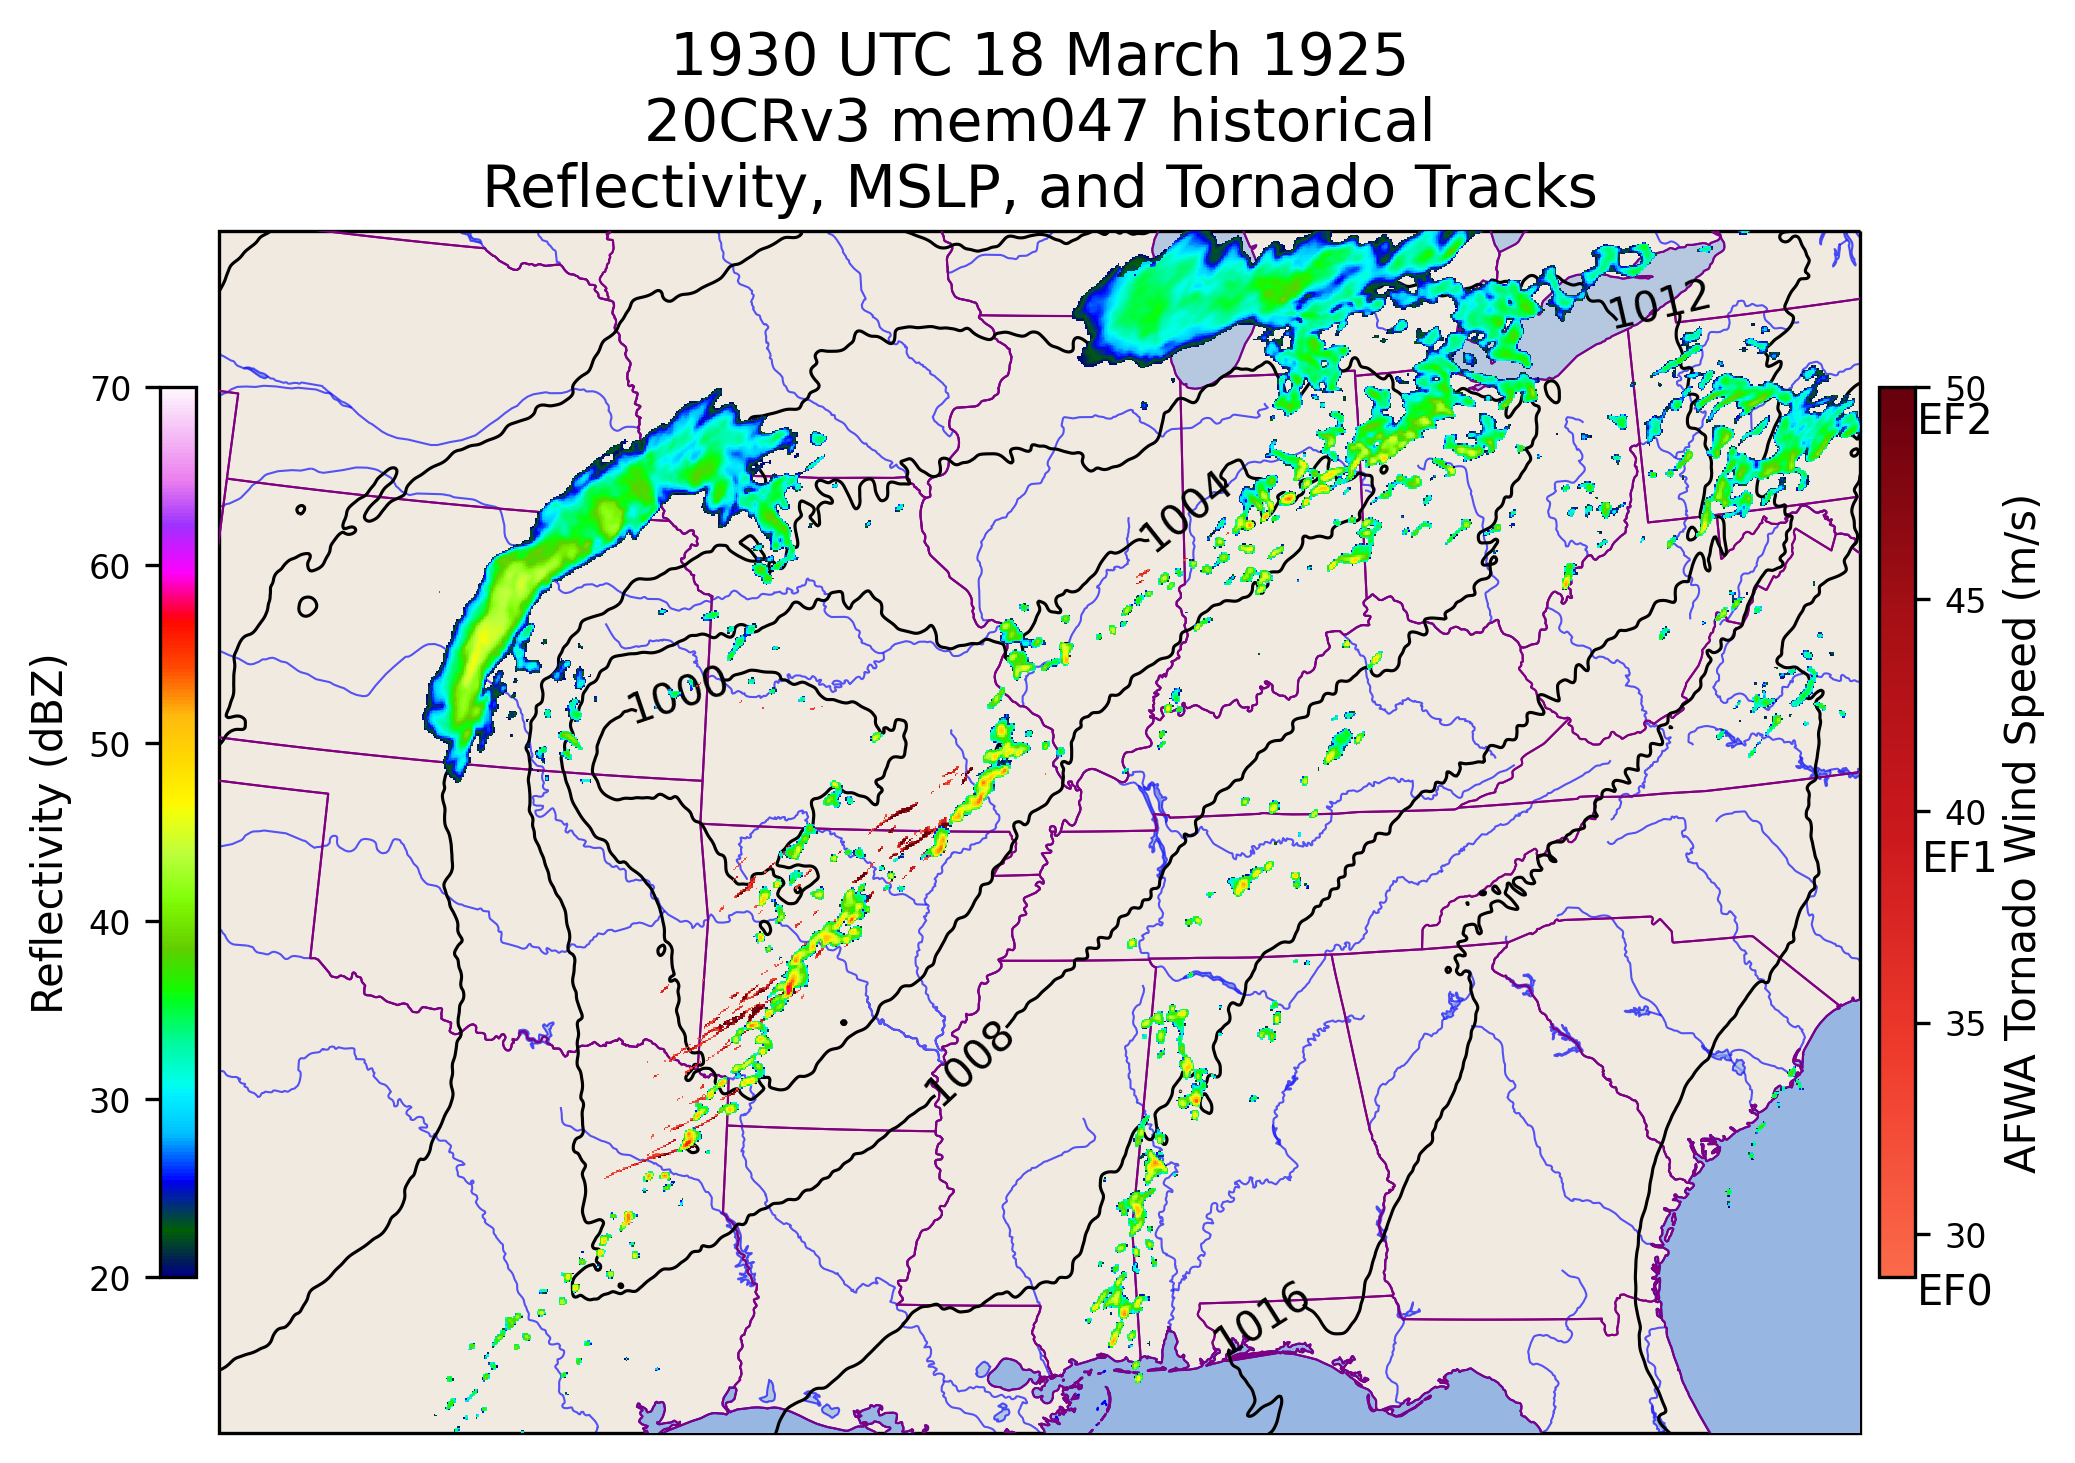 1930 UTC 18 March 1925
20CRv3 mem047 historical
Reflectivity, MSLP, and Tornado Tracks
Reflectivity (dBZ)
70
60
50
40
30
20
1012
1004
1000
1008
1016
50
EF2
45
40
EF1
35
30
EF0
AFWA Tornado Wind Speed (m/s)